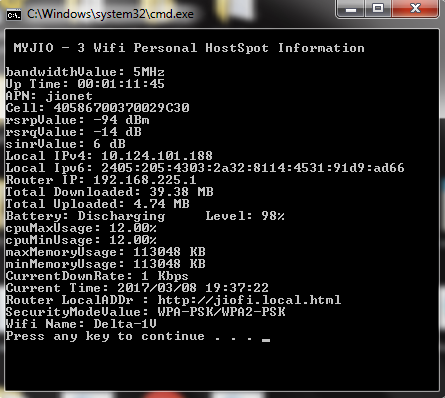 C:\Windows\system32\cmd.exe
MYJIO - 3 Wifi Personal HostSpot Information
bandwidthValue: 5MHz
Up Time: 00:01:11:45
APN: jionet
Cell: 40586700370029C30
rsrpValue: -94 dBm
rsrqValue: -14 dB
sinrValue: 6 dB
Local IPv4: 10.124.101.188
Local Ipv6: 2405:205:4303:2a32:8114:4531:91d9:ad66
Router IP: 192.168.225.1
Total Downloaded: 39.38 MB
Total Uploaded: 4.74 MB
Battery: Discharging     Level: 98%
cpuMaxUsage: 12.00%
cpuMinUsage: 12.00%
maxMemoryUsage: 113048 KB
minMemoryUsage: 113048 KB
CurrentDownRate: 1 Kbps
Current Time: 2017/03/08 19:37:22
Router LocalADDr : http://jiofi.local.html
SecurityModeValue: WPA-PSK/WPA2-PSK
Wifi Name: Delta-1V
Press any key to continue . . . _